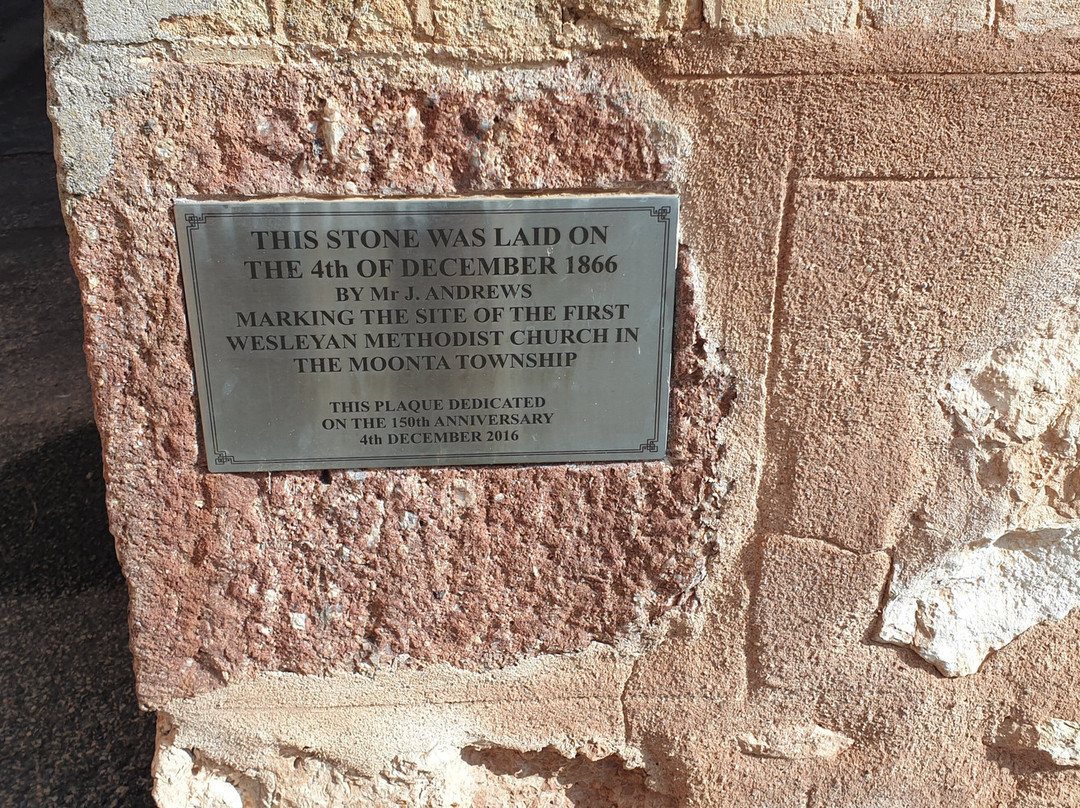 THIS STONE WAS LAID ON
THE 4th OF DECEMBER 1866
BY Mr J. ANDREWS
MARKING THE SITE OF THE FIRST
WESLEYAN METHODIST CHURCH IN
THE MOONTA TOWNSHIP
THIS PLAQUE DEDICATED
ON THE 150th ANNIVERSARY
4th DECEMBER 2016